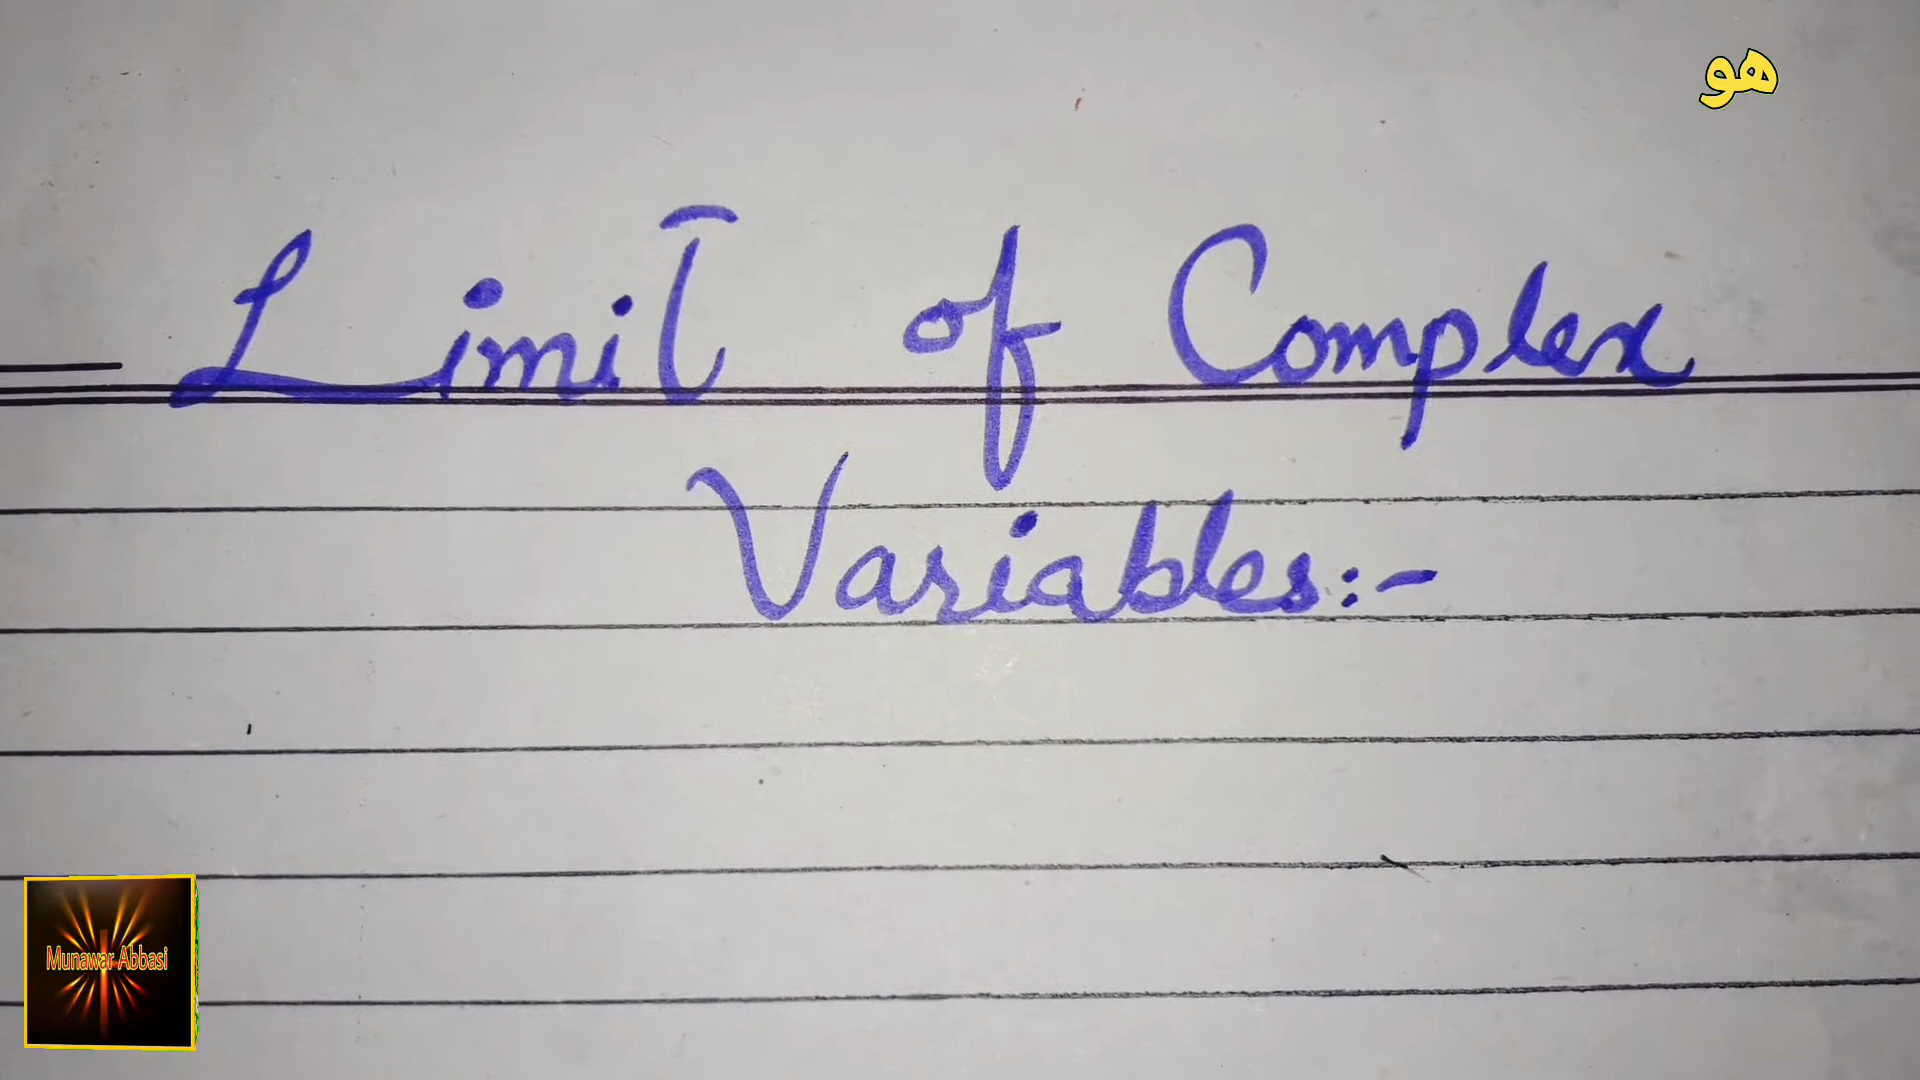 هو
Limit of Complex
Variables:-
Munawar Abbasi